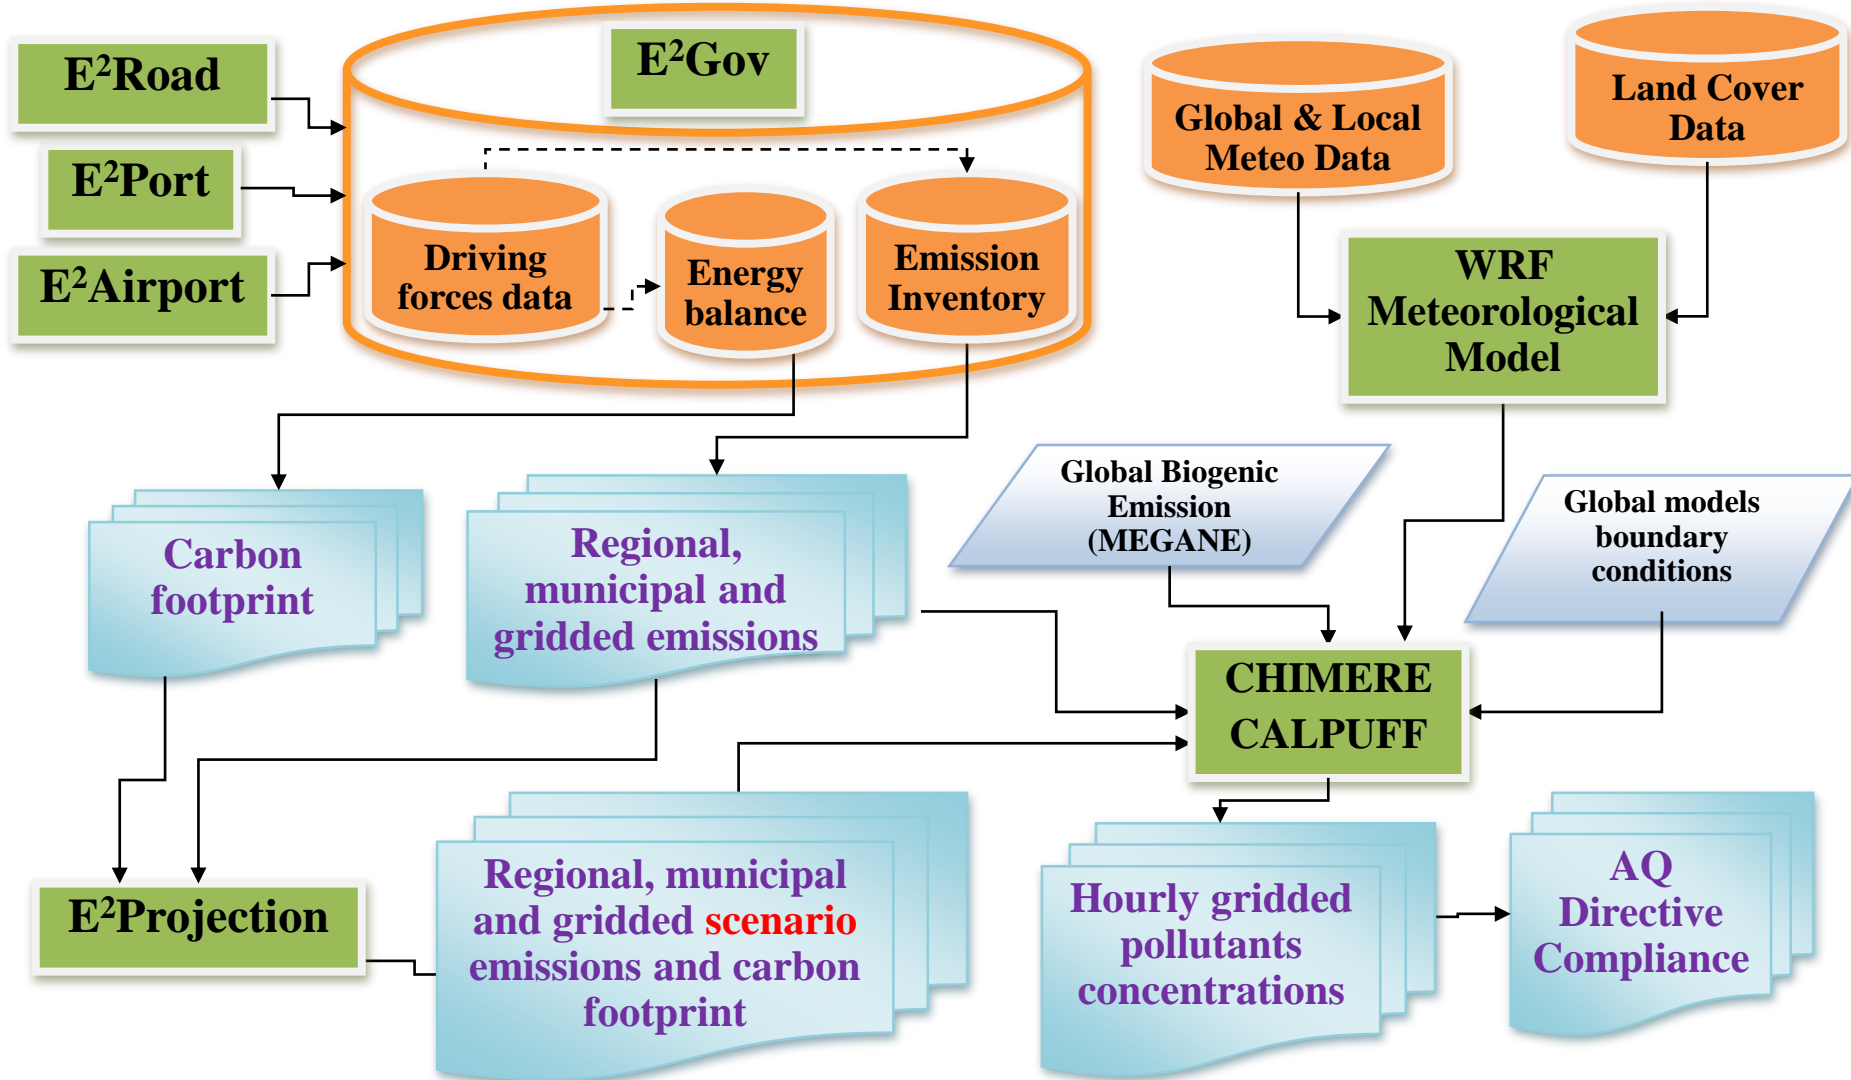 E²Road
E²Port
E²Airport
E²Gov
Driving
forces data
Energy
balance
Emission
Inventory
Global & Local
Meteo Data
Land Cover
Data
WRF
Meteorological
Model
Carbon
footprint
Regional,
municipal and
gridded emissions
Global Biogenic
Emission
(MEGANE)
Global models
boundary
conditions
CHIMERE
CALPUFF
E²Projection
Regional, municipal
and gridded scenario
emissions and carbon
footprint
Hourly gridded
pollutants
concentrations
AQ
Directive
Compliance